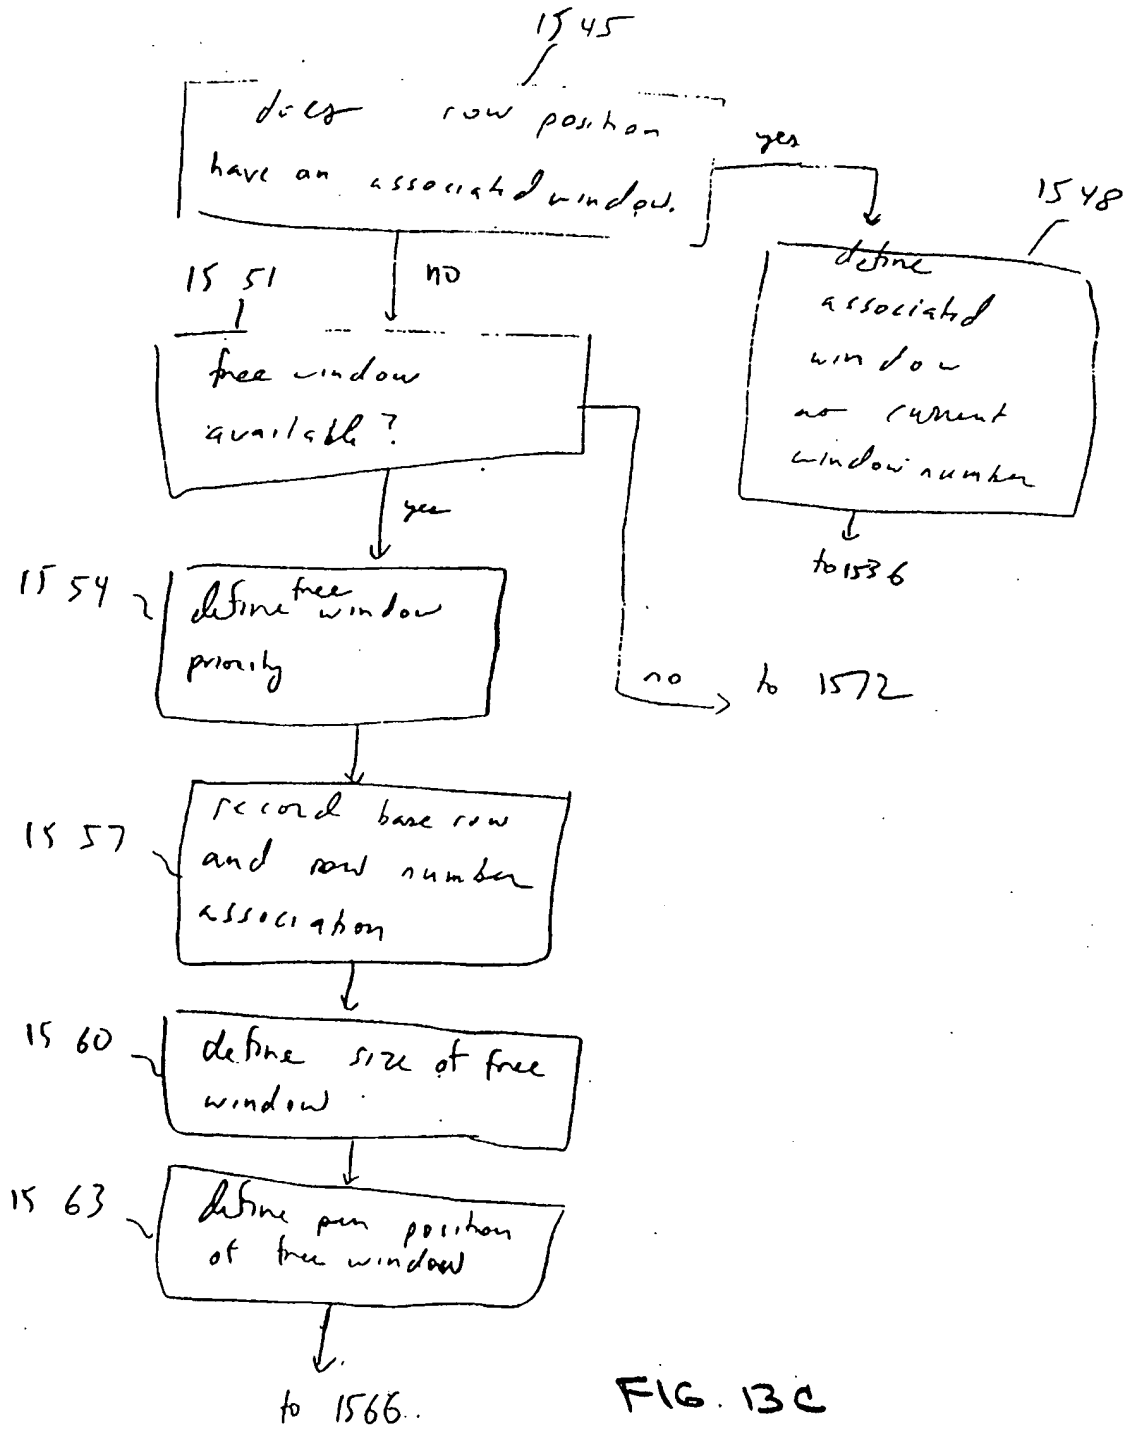 1545
does row position
have an associated window.
yes
1548
define
associated
window
as current
window number
to 1536
no
1551
free window
available?
yes
no to 1572
1554
define free window
priority
1557
record base row
and row number
association
1560
define size of free
window
1563
define pen position
of free window
to 1566
FIG. 13C